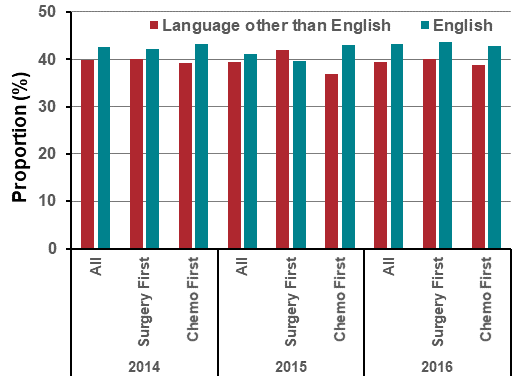 50
Language other than English
English
40
30
20
10
0
Proportion (%)
All
Surgery First
Chemo First
All
Surgery First
Chemo First
All
Surgery First
Chemo First
2014
2015
2016